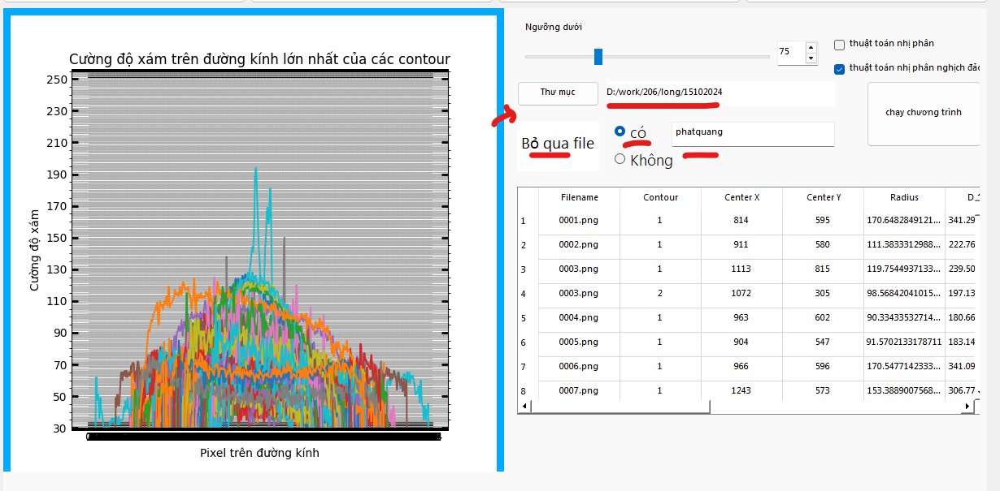 Cường độ xám trên đường kính lớn nhất của các contour
250
230
210
190
170
150
130
110
90
70
50
30
Cường độ xám
Pixel trên đường kính
Ngưỡng dưới
75
thuật toán nhị phân
thuật toán nhị phân nghịch đảo
Thư mục
D:/work/206/long/15102024
chạy chương trình
Bỏ qua file
có
phatquang
Không
Filename Contour Center X Center Y Radius
1 0001.png 1 814 595 170.6482849121... 341.29
2 0002.png 1 911 580 111.3833312988... 222.76
3 0003.png 1 1113 815 119.7544937133... 239.50
4 0003.png 2 1072 305 98.56842041015... 197.13
5 0004.png 1 963 602 90.33433532714... 180.66
6 0005.png 1 904 547 91.5702133178711 183.14
7 0006.png 1 966 596 170.5477142333... 341.09
8 0007.png 1 1243 573 153.3889007568... 306.77